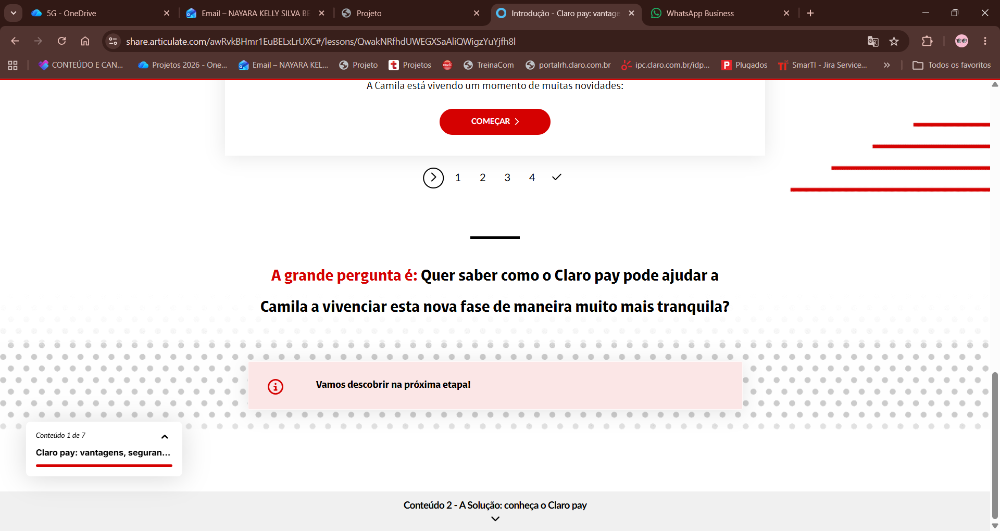 5G - OneDrive
Email – NAYARA KELLY SILVA BE
Projeto
Introdução - Claro pay: vantage
WhatsApp Business
share.articulate.com/awRvkBHmr1EuBELxLrUXC#/lessons/QwakNRfhdUWEGXSaAliQWigzYuYjfh8l
CONTEÚDO E CAN...
Projetos 2026 - One...
Email – NAYARA KEL...
Projeto
Projetos
Claro
TreinaCom
portalrh.claro.com.br
ipc.claro.com.br/idp...
Plugados
SmarTI - Jira Service...
Todos os favoritos
A Camila está vivendo um momento de muitas novidades:
COMEÇAR
1 2 3 4
A grande pergunta é: Quer saber como o Claro pay pode ajudar a
Camila a vivenciar esta nova fase de maneira muito mais tranquila?
Vamos descobrir na próxima etapa!
Conteúdo 1 de 7
Claro pay: vantagens, seguran...
Conteúdo 2 - A Solução: conheça o Claro pay